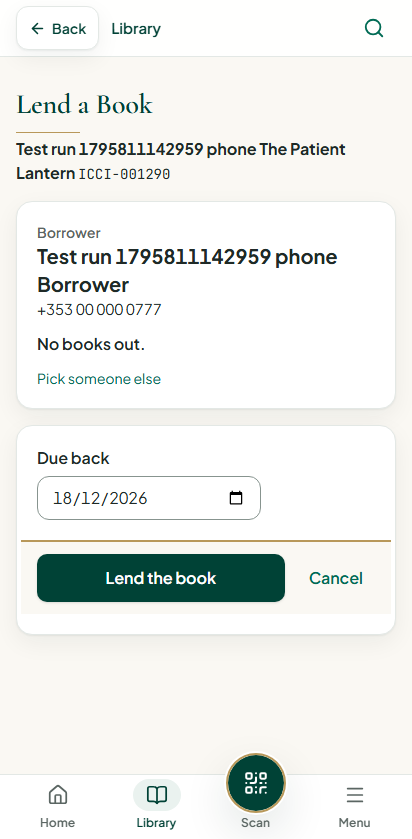 Back
Library
Lend a Book
Test run 1795811142959 phone The Patient
Lantern ICCI-001290
Borrower
Test run 1795811142959 phone
Borrower
+353 00 000 0777
No books out.
Pick someone else
Due back
18/12/2026
Lend the book
Cancel
Home
Library
Scan
Menu